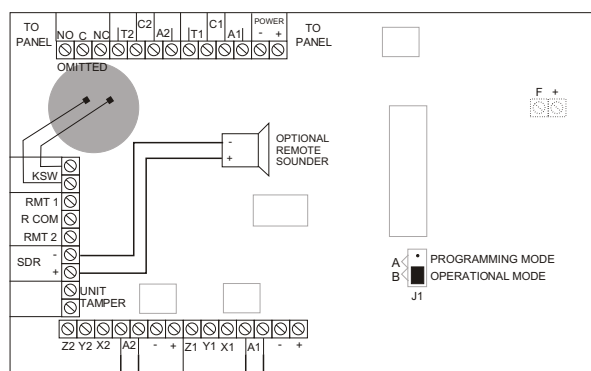 TO PANEL
NO C NC T2 C2 A2 T1 C1 A1 POWER - +
TO PANEL
OMITTED
F +
KSW
- +
OPTIONAL
REMOTE
SOUNDER
RMT 1
R COM
RMT 2
SDR - +
UNIT
TAMPER
A PROGRAMMING MODE
B OPERATIONAL MODE
J1
Z2 Y2 X2 A2 - + Z1 Y1 X1 A1 - +